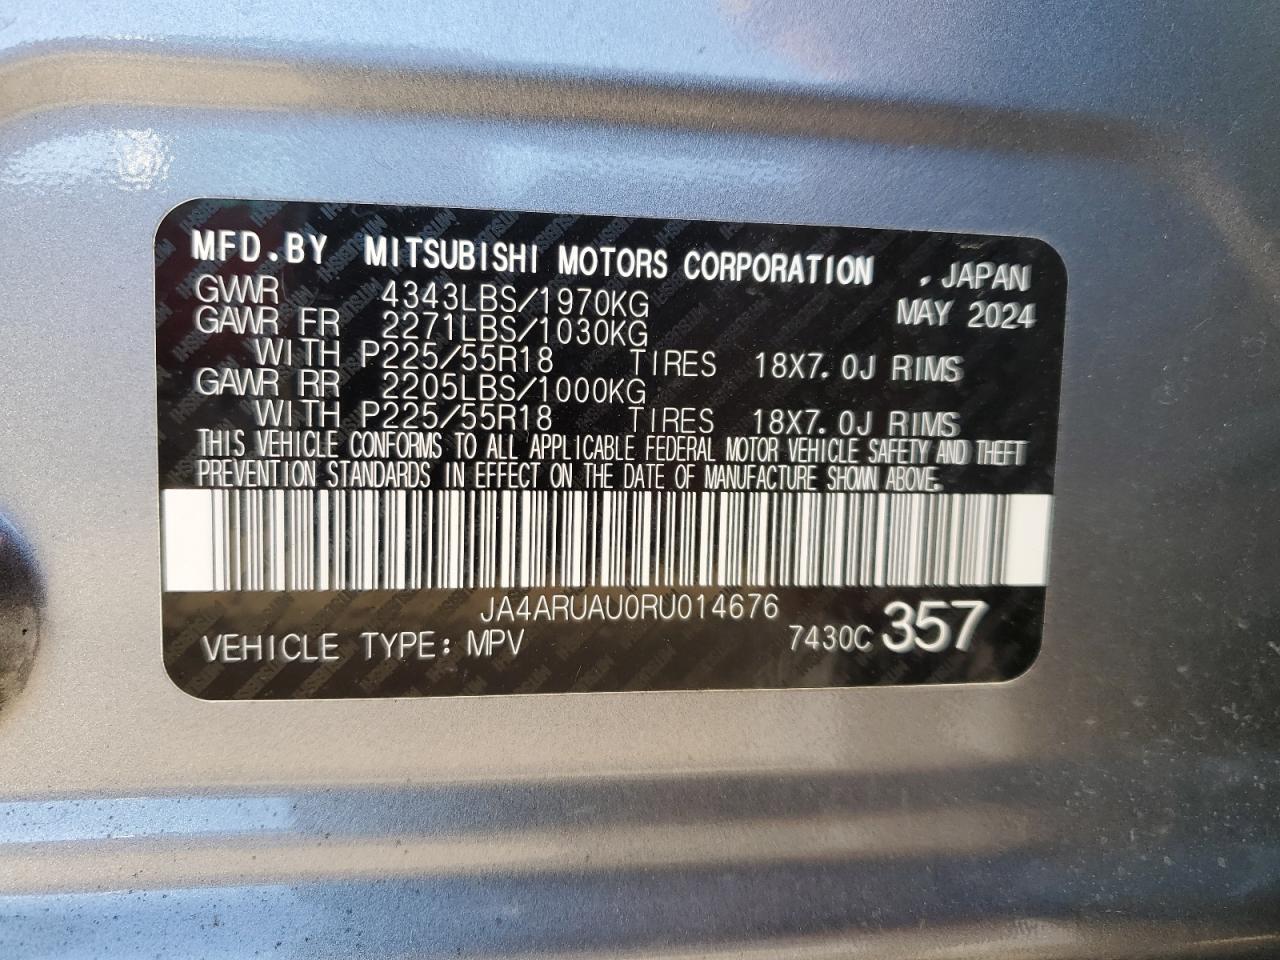 MFD.BY MITSUBISHI MOTORS CORPORATION , JAPAN
GVWR 4343LBS/1970KG MAY 2024
GAWR FR 2271LBS/1030KG
WITH P225/55R18 TIRES 18X7.0J RIMS
GAWR RR 2205LBS/1000KG
WITH P225/55R18 TIRES 18X7.0J RIMS
THIS VEHICLE CONFORMS TO ALL APPLICABLE FEDERAL MOTOR VEHICLE SAFETY AND THEFT
PREVENTION STANDARDS IN EFFECT ON THE DATE OF MANUFACTURE SHOWN ABOVE.
JA4ARUAU0RU014676
VEHICLE TYPE: MPV 7430C 357